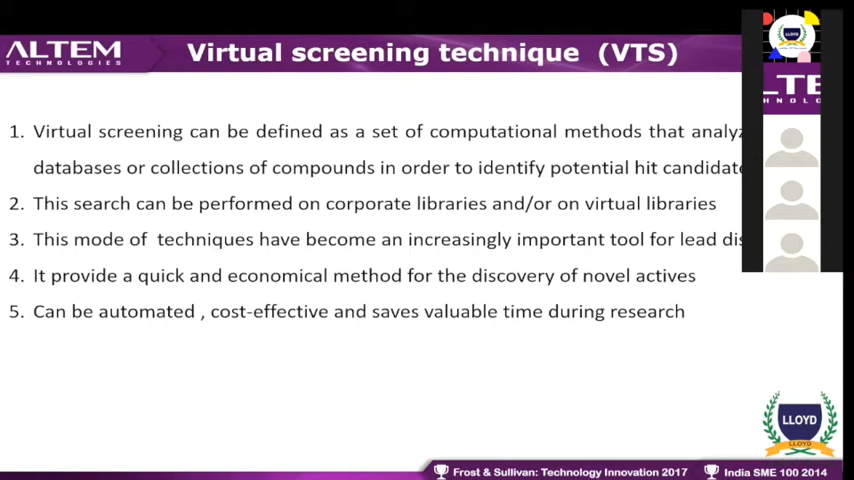 ALTEM
TECHNOLOGIES
Virtual screening technique (VTS)
1. Virtual screening can be defined as a set of computational methods that
databases or collections of compounds in order to identify potential hit
2. This search can be performed on corporate libraries and/or on virtual libraries
3. This mode of techniques have become an increasingly important tool for lead
4. It provide a quick and economical method for the discovery of novel actives
5. Can be automated , cost-effective and saves valuable time during research
LLOYD
LLOYD
LLOYD
Frost & Sullivan: Technology Innovation 2017
India SME 100 2014